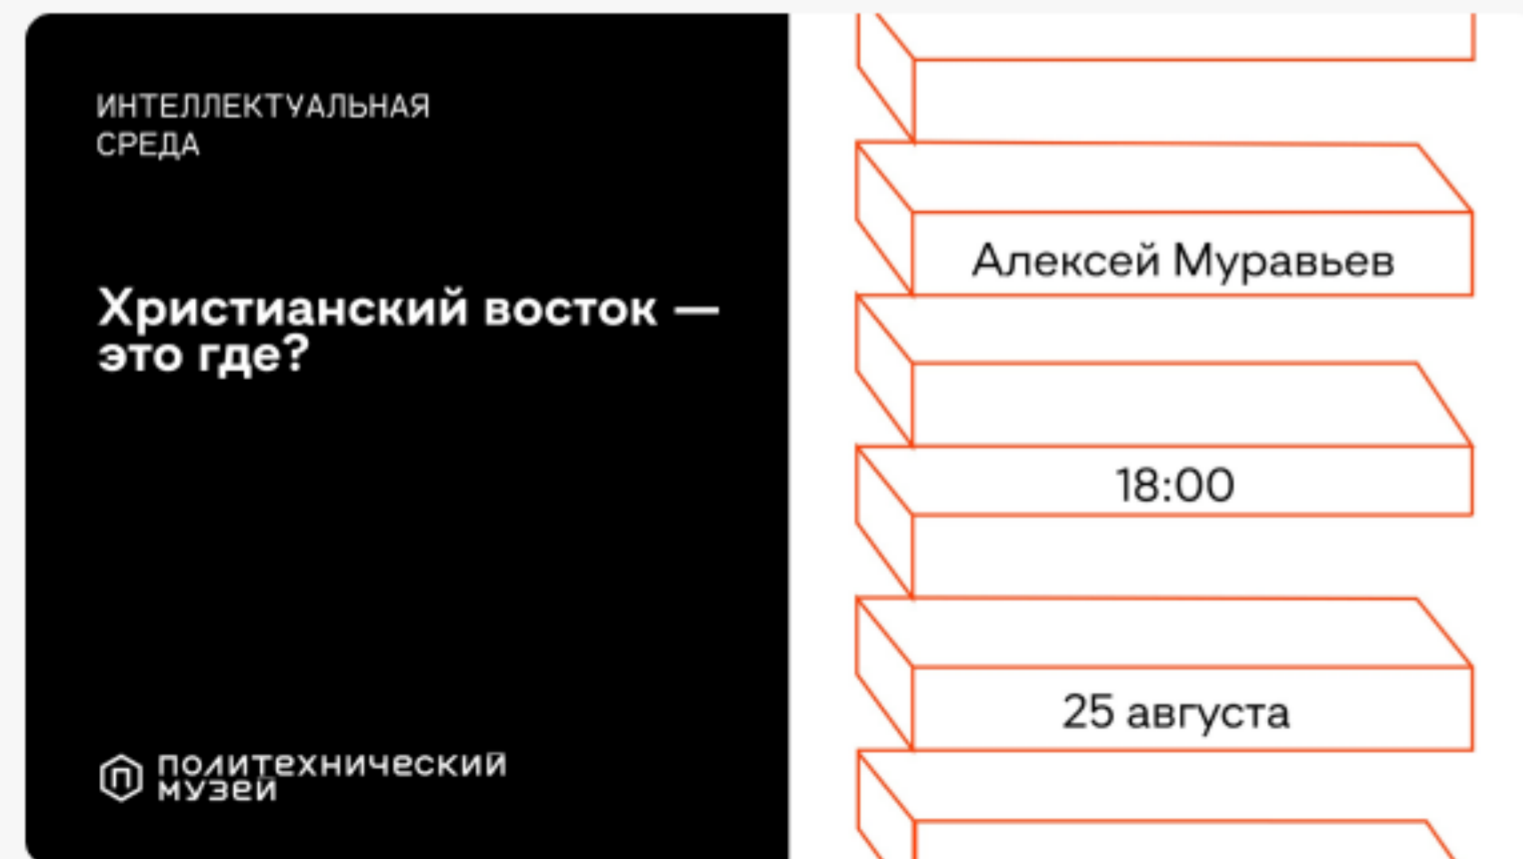 ИНТЕЛЛЕКТУАЛЬНАЯ
СРЕДА
Христианский восток —
это где?
ПОЛИТЕХНИЧЕСКИЙ
МУЗЕЙ
Алексей Муравьев
18:00
25 августа